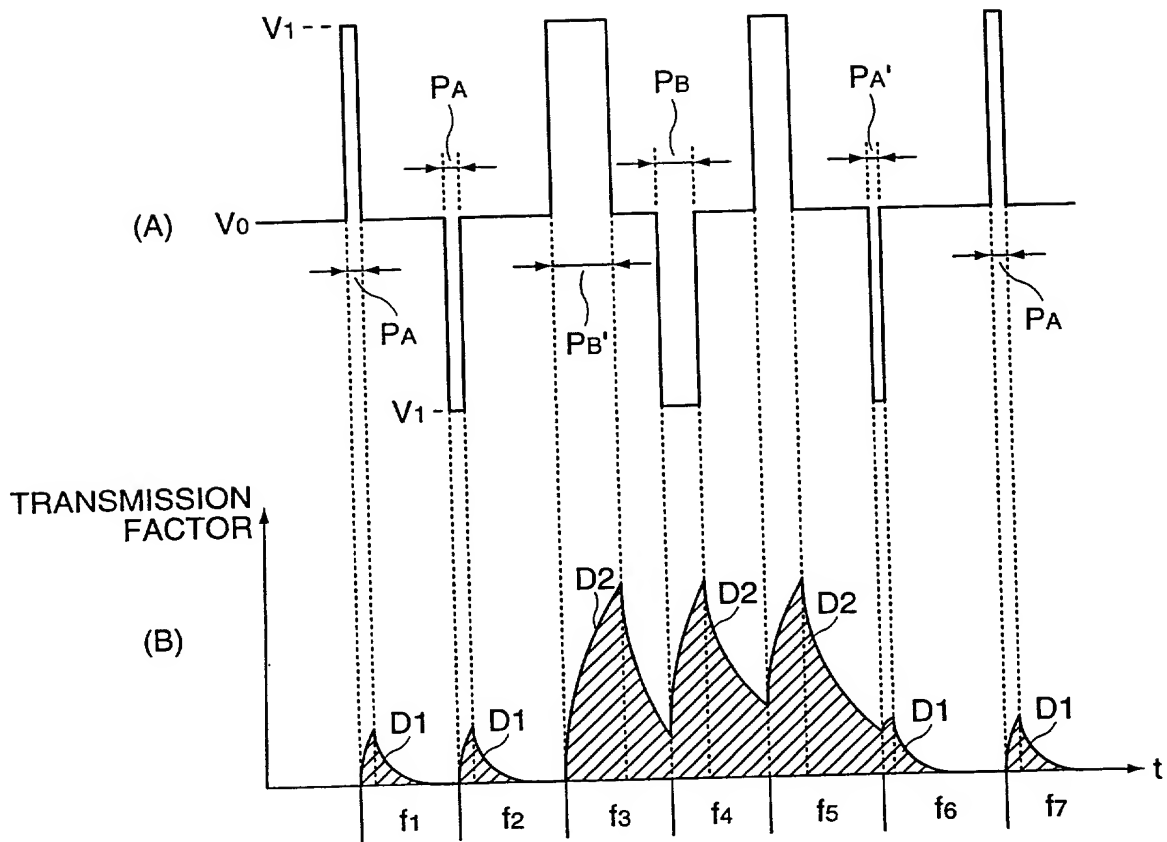 V1
PA
PB
PA'
(A)
V0
PA
PB'
PA
V1
TRANSMISSION
FACTOR
(B)
D2
D2
D2
D1
D1
D1
D1
t
f1
f2
f3
f4
f5
f6
f7